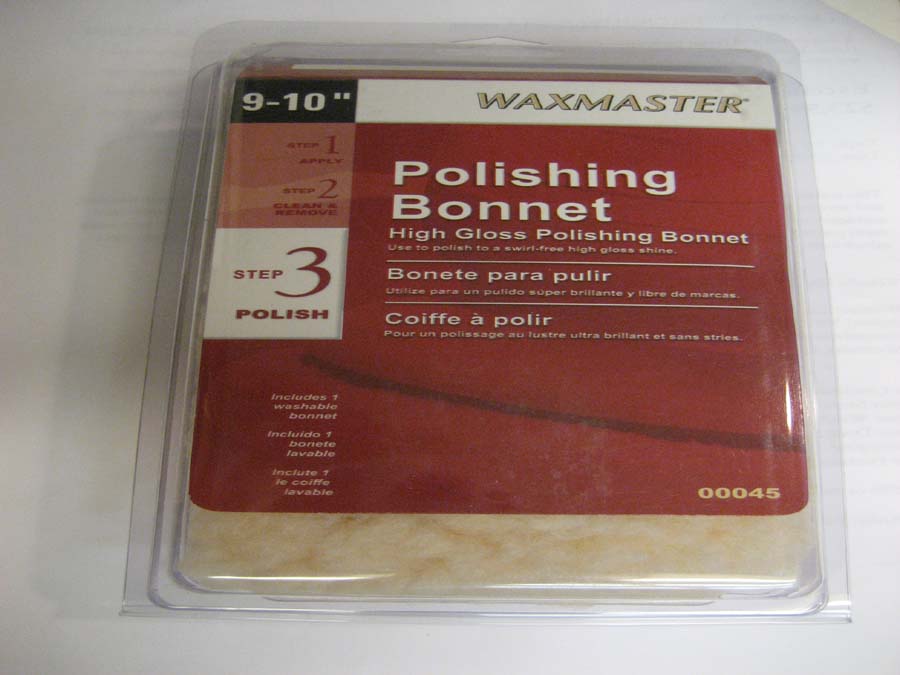 9-10"
WAXMASTER®
STEP 1
APPLY
STEP 2
CLEAN &
REMOVE
STEP 3
POLISH
Polishing
Bonnet
High Gloss Polishing Bonnet
Use to polish to a swirl-free high gloss shine.
Bonete para pulir
Utilize para un pulido súper brillante y libre de marcas.
Coiffe à polir
Pour un polissage au lustre ultra brillant et sans stries.
Includes 1
washable
bonnet
Incluido 1
bonete
lavable
Inclute 1
le coiffe
lavable
00045